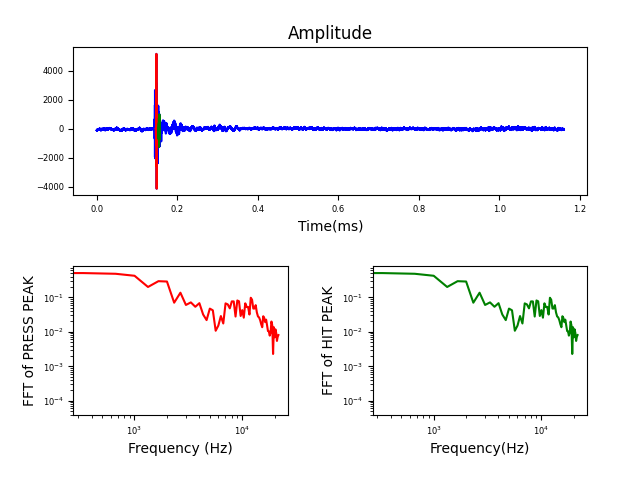 Amplitude
4000
2000
0
−2000
−4000
0.0 0.2 0.4 0.6 0.8 1.0 1.2
Time(ms)
FFT of PRESS PEAK
10⁻¹
10⁻²
10⁻³
10⁻⁴
10³ 10⁴
Frequency (Hz)
FFT of HIT PEAK
10⁻¹
10⁻²
10⁻³
10⁻⁴
10³ 10⁴
Frequency(Hz)